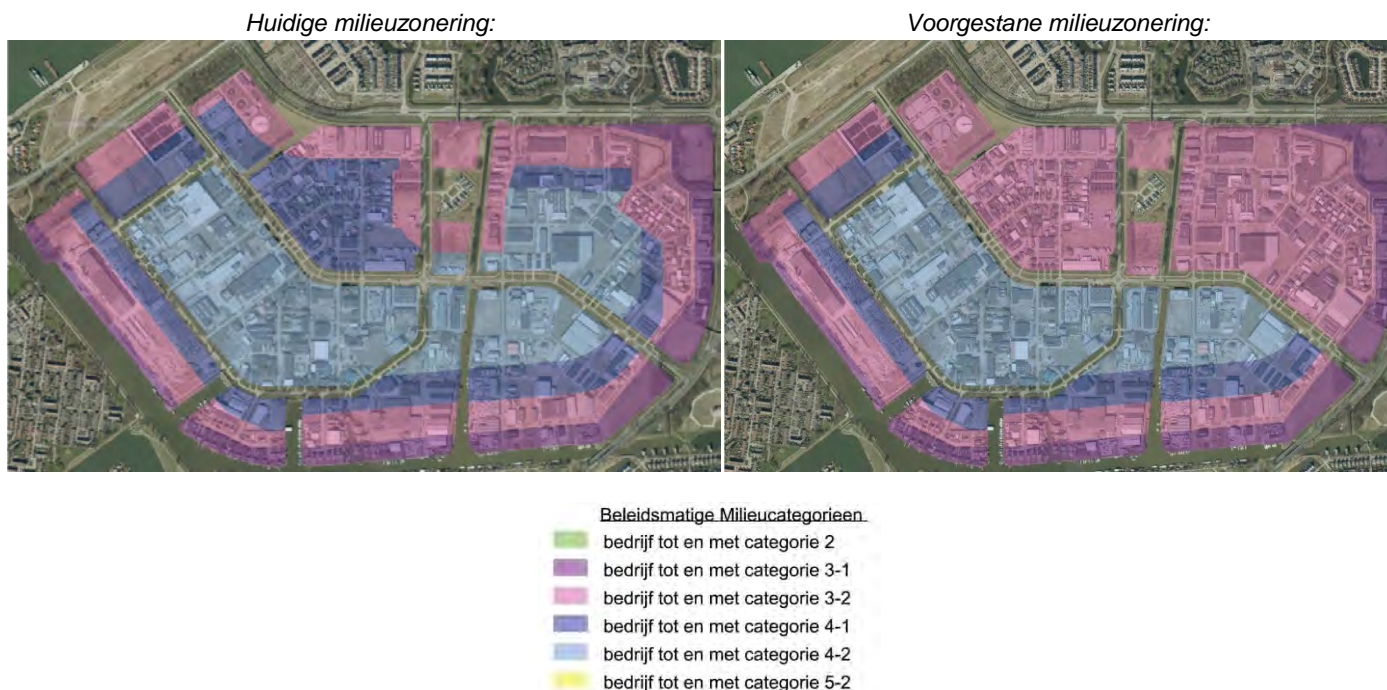 Huidige milieuzonering:
Voorgestane milieuzonering:
Beleidsmatige Milieucategorieen
bedrijf tot en met categorie 2
bedrijf tot en met categorie 3-1
bedrijf tot en met categorie 3-2
bedrijf tot en met categorie 4-1
bedrijf tot en met categorie 4-2
bedrijf tot en met categorie 5-2